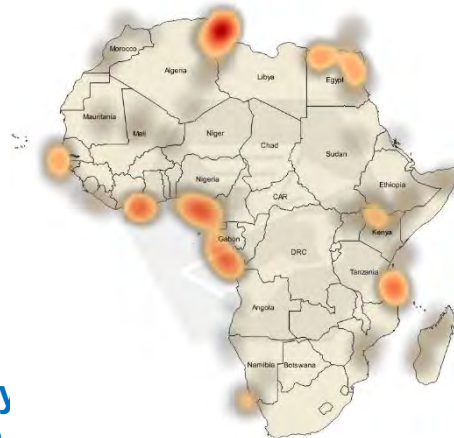 Morocco
Algeria
Libya
Egypt
Mauritania
Mali
Niger
Chad
Sudan
Nigeria
Ethiopia
CAR
Gabon
Kenya
DRC
Tanzania
Angola
Namibia
Botswana
y